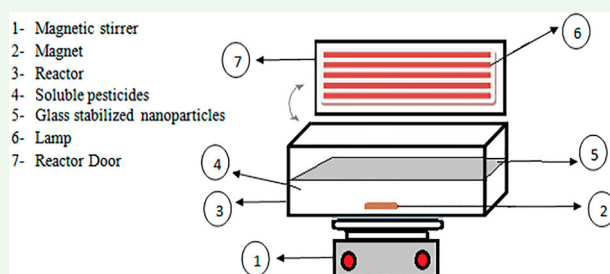 1- Magnetic stirrer
2- Magnet
3- Reactor
4- Soluble pesticides
5- Glass stabilized nanoparticles
6- Lamp
7- Reactor Door
7
6
4
5
3
2
1